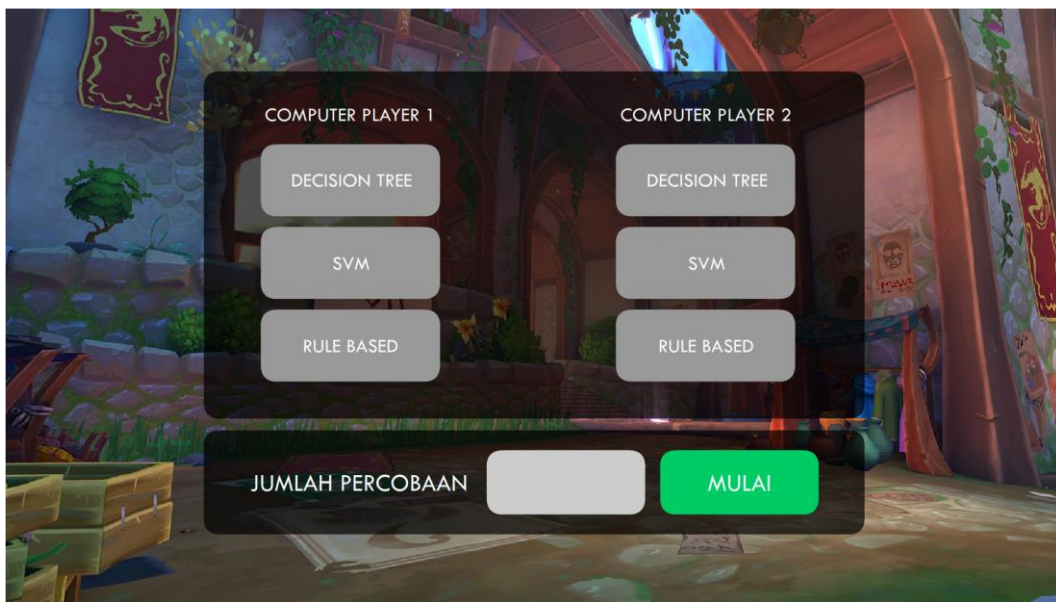 COMPUTER PLAYER 1
COMPUTER PLAYER 2
DECISION TREE
DECISION TREE
SVM
SVM
RULE BASED
RULE BASED
JUMLAH PERCOBAAN
MULAI